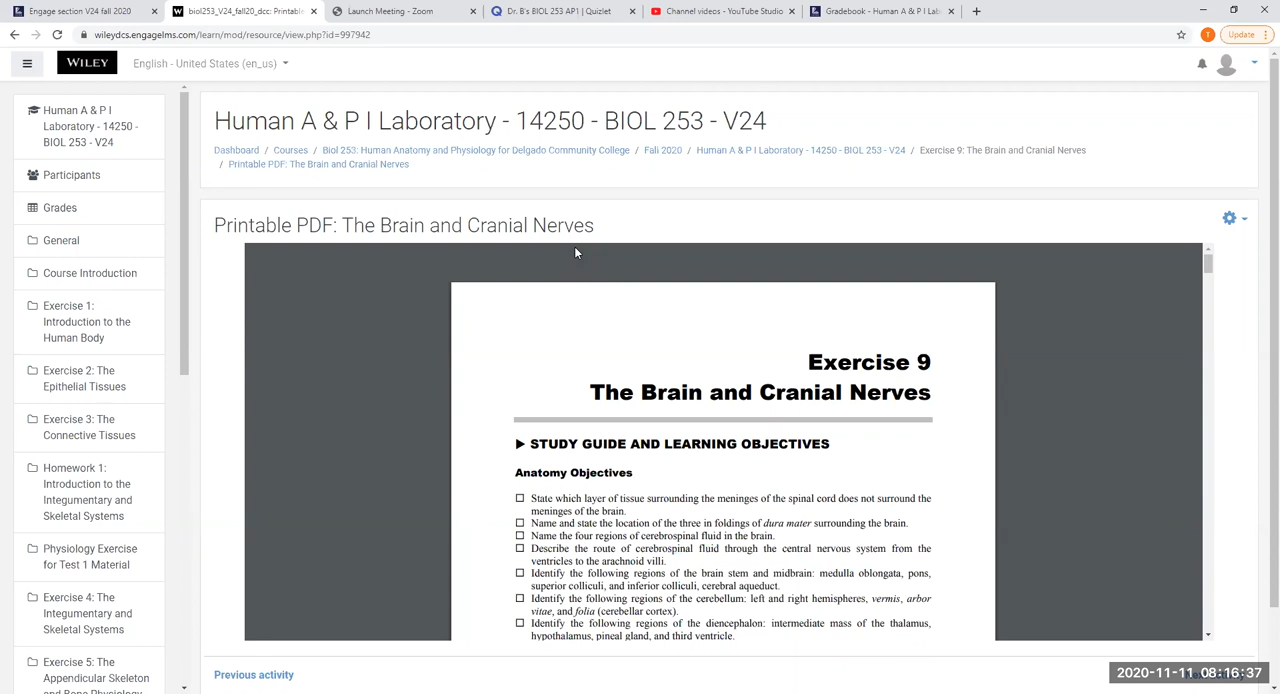 Engage section V24 fall 2020
biol253_V24_fall20_dcc: Printable
Launch Meeting - Zoom
Dr. B's BIOL 253 AP1 | Quizlet
Channel videos - YouTube Studio
Gradebook - Human A & P I Lab
wileydcs.engagelms.com/learn/mod/resource/view.php?id=997942
T
Update
WILEY
English - United States (en_us)
Human A & P I
Laboratory - 14250 -
BIOL 253 - V24
Participants
Grades
General
Course Introduction
Exercise 1:
Introduction to the
Human Body
Exercise 2: The
Epithelial Tissues
Exercise 3: The
Connective Tissues
Homework 1:
Introduction to the
Integumentary and
Skeletal Systems
Physiology Exercise
for Test 1 Material
Exercise 4: The
Integumentary and
Skeletal Systems
Exercise 5: The
Appendicular Skeleton
and Bone Physiology
Human A & P I Laboratory - 14250 - BIOL 253 - V24
Dashboard / Courses / Biol 253: Human Anatomy and Physiology for Delgado Community College / Fall 2020 / Human A & P I Laboratory - 14250 - BIOL 253 - V24 / Exercise 9: The Brain and Cranial Nerves
/ Printable PDF: The Brain and Cranial Nerves
Printable PDF: The Brain and Cranial Nerves
Exercise 9
The Brain and Cranial Nerves
STUDY GUIDE AND LEARNING OBJECTIVES
Anatomy Objectives
State which layer of tissue surrounding the meninges of the spinal cord does not surround the
meninges of the brain.
Name and state the location of the three in foldings of dura mater surrounding the brain.
Name the four regions of cerebrospinal fluid in the brain.
Describe the route of cerebrospinal fluid through the central nervous system from the
ventricles to the arachnoid villi.
Identify the following regions of the brain stem and midbrain: medulla oblongata, pons,
superior colliculi, and inferior colliculi, cerebral aqueduct.
Identify the following regions of the cerebellum: left and right hemispheres, vermis, arbor
vitae, and folia (cerebellar cortex).
Identify the following regions of the diencephalon: intermediate mass of the thalamus,
hypothalamus, pineal gland, and third ventricle.
Previous activity
2020-11-11 08:16:37